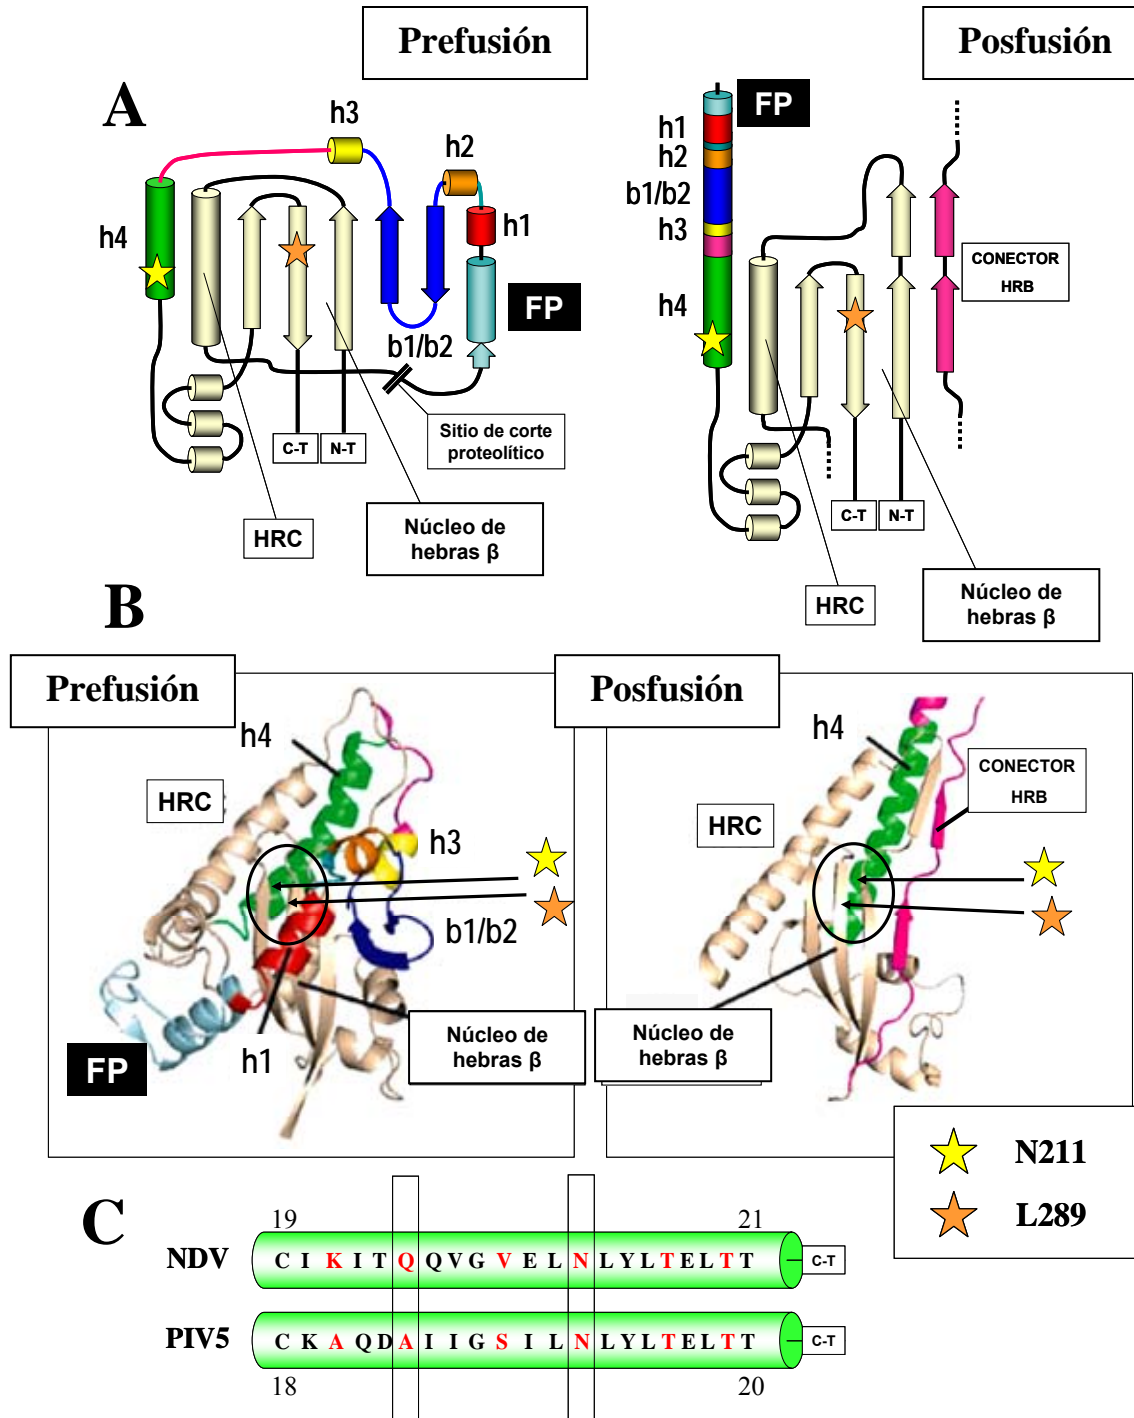 Prefusión
Posfusión
A
h3
h2
h4
h1
FP
b1/b2
Sitio de corte
proteolítico
C-T
N-T
HRC
Núcleo de
hebras β
FP
h1
h2
b1/b2
h3
h4
CONECTOR
HRB
C-T
N-T
HRC
Núcleo de
hebras β
B
Prefusión
h4
HRC
h3
b1/b2
Núcleo de
hebras β
h1
FP
Posfusión
h4
HRC
CONECTOR
HRB
Núcleo de
hebras β
N211
L289
C
19
21
NDV
C I K I T Q Q V G V E L N L Y L T E L T T
C-T
PIV5
C K A Q D A I I G S I L N L Y L T E L T T
C-T
18
20